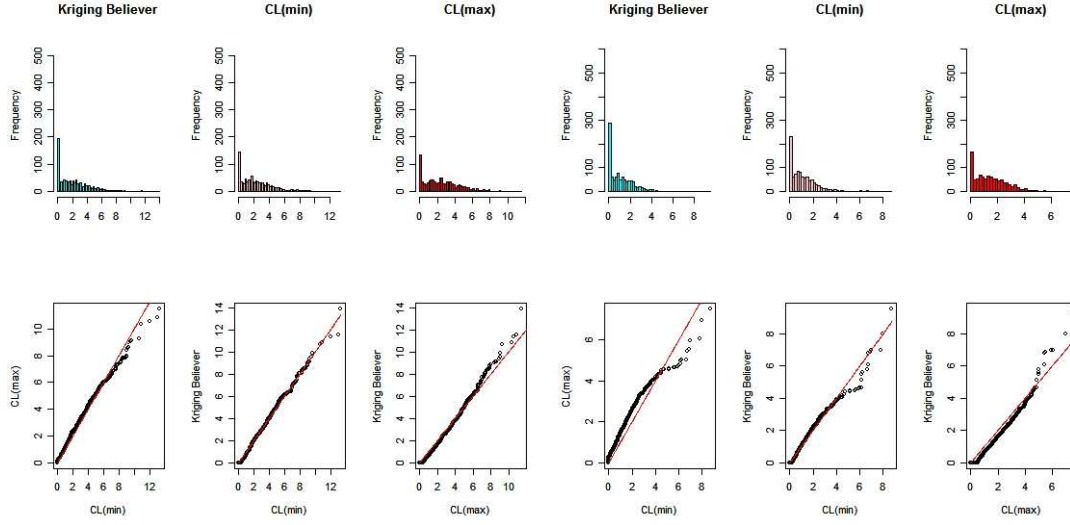 Kriging Believer CL(min) CL(max) Kriging Believer CL(min) CL(max)
Frequency
0 100 200 300 400 500
0 2 4 6 8 12
Frequency
0 100 200 300 400 500
0 2 4 6 8 12
Frequency
0 100 200 300 400 500
0 2 4 6 8 10
Frequency
0 100 300 500
0 2 4 6 8
Frequency
0 100 300 500
0 2 4 6 8
Frequency
0 100 300 500
0 2 4 6
CL(max)
0 2 4 6 8 10
0 2 4 6 8 12
CL(min)
Kriging Believer
0 2 4 6 8 10 12 14
0 2 4 6 8 12
CL(min)
Kriging Believer
0 2 4 6 8 10 12 14
0 2 4 6 8 10
CL(max)
CL(max)
0 2 4 6
0 2 4 6 8
CL(min)
Kriging Believer
0 2 4 6 8
0 2 4 6 8
CL(min)
Kriging Believer
0 2 4 6 8
0 2 4 6
CL(max)